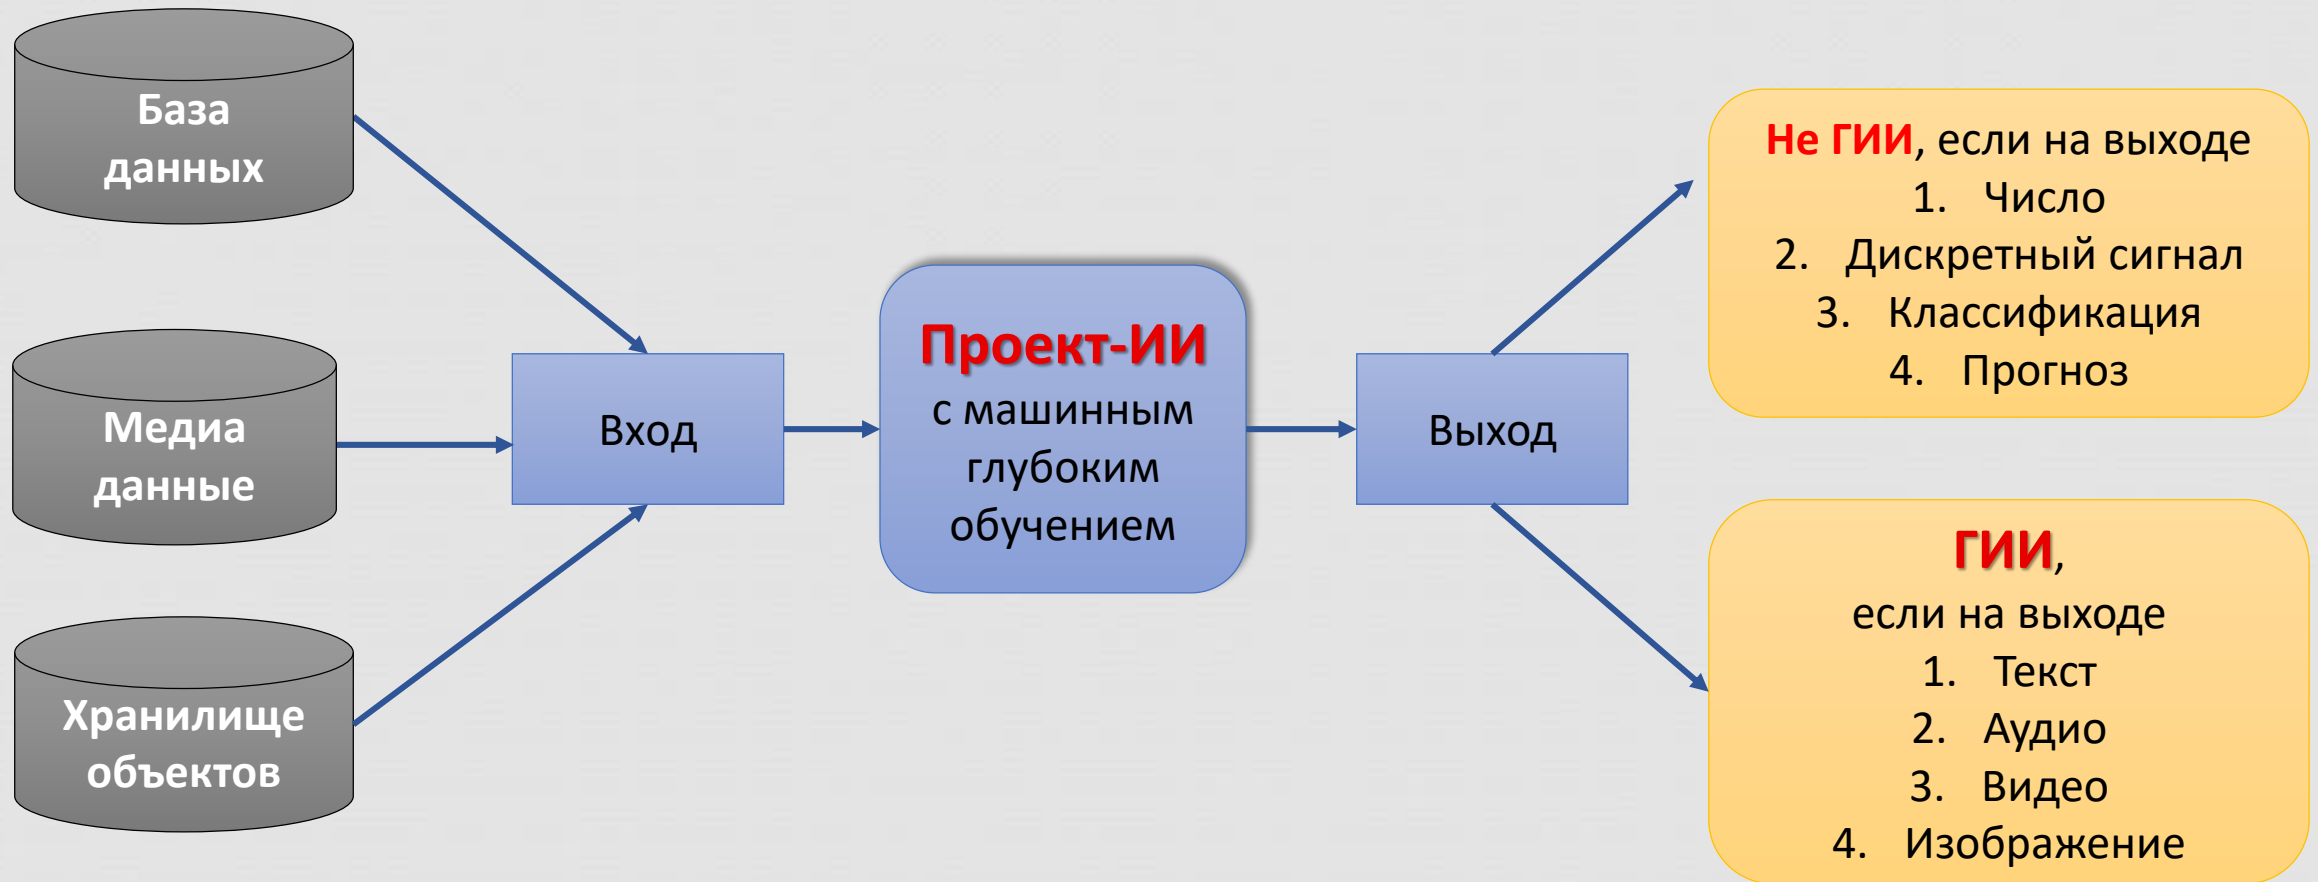 База
данных
Медиа
данные
Хранилище
объектов
Вход
Проект-ИИ
с машинным
глубоким
обучением
Выход
Не ГИИ, если на выходе
1. Число
2. Дискретный сигнал
3. Классификация
4. Прогноз
ГИИ,
если на выходе
1. Текст
2. Аудио
3. Видео
4. Изображение